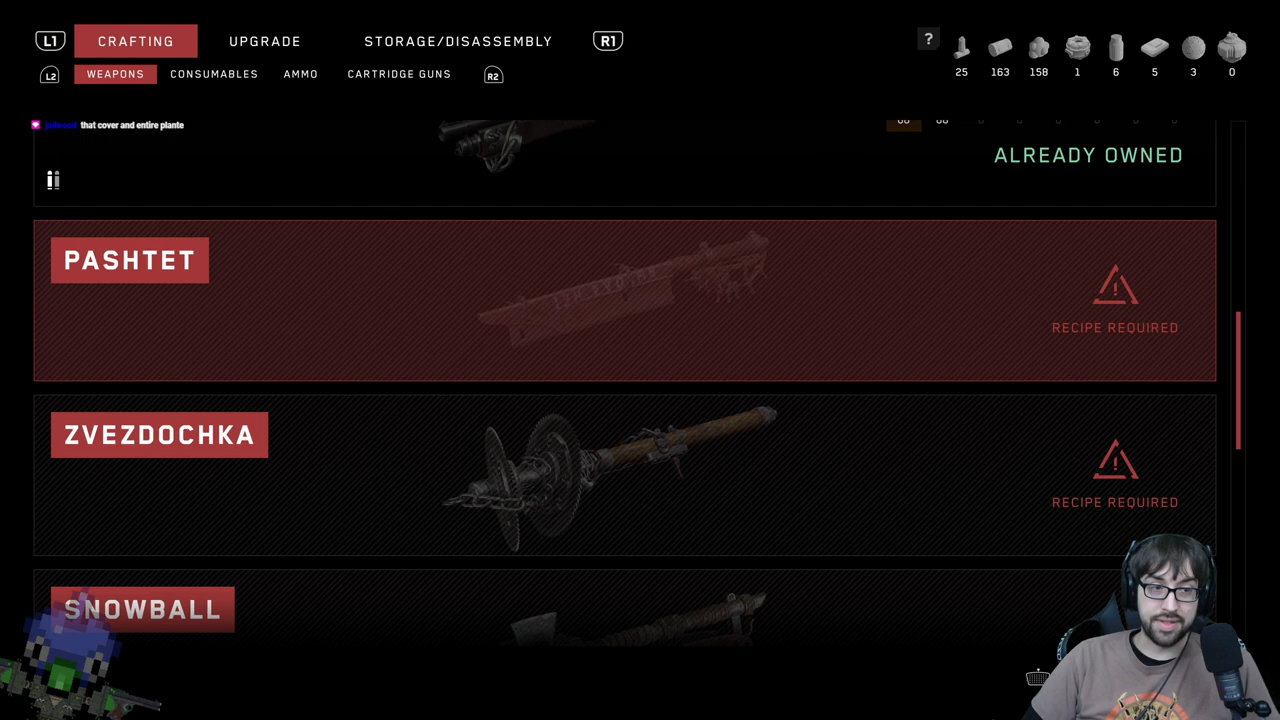 L1 CRAFTING UPGRADE STORAGE/DISASSEMBLY R1 ?
L2 WEAPONS CONSUMABLES AMMO CARTRIDGE GUNS R2
25 163 158 1 6 5 3 0
that cover and entire plante
ALREADY OWNED
PASHTET
RECIPE REQUIRED
ZVEZDOCHKA
RECIPE REQUIRED
SNOWBALL